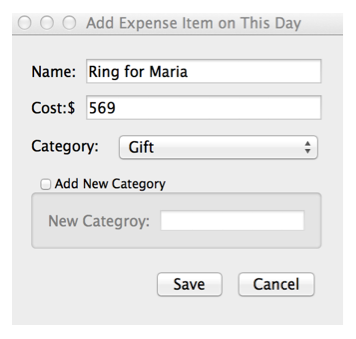 Add Expense Item on This Day
Name: Ring for Maria
Cost:$ 569
Category: Gift
Add New Category
New Categroy:
Save Cancel